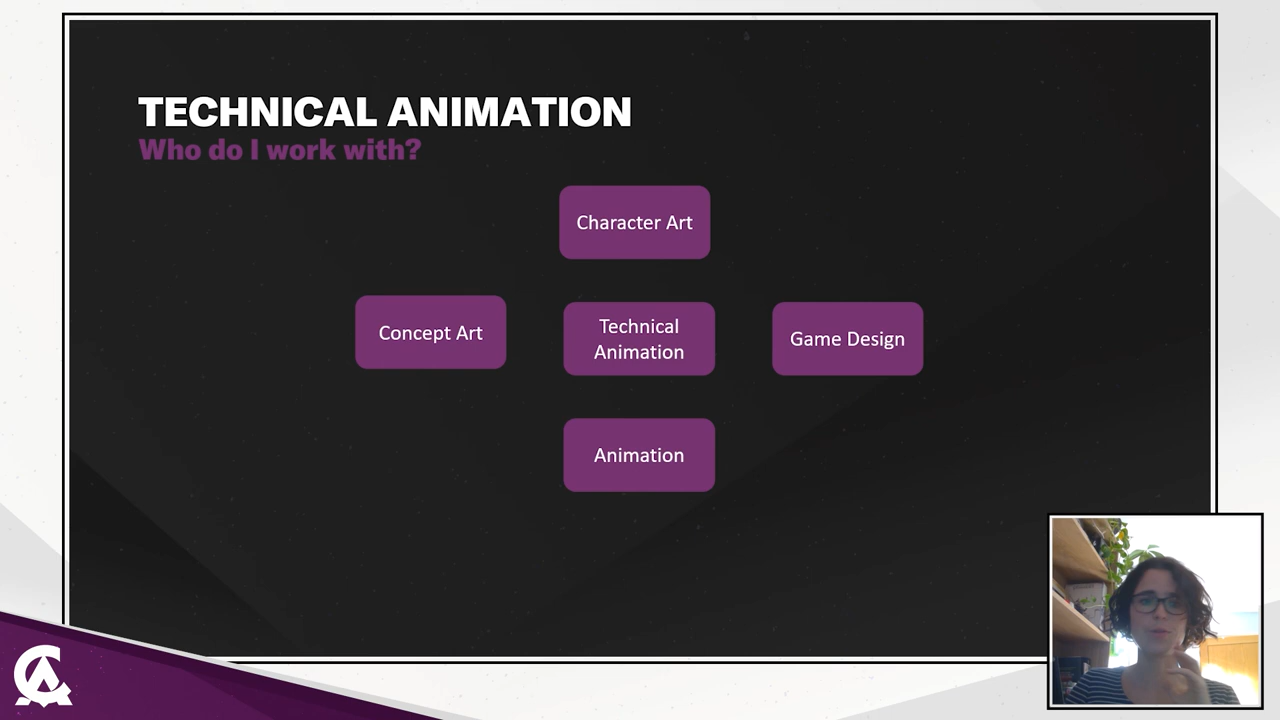 TECHNICAL ANIMATION
Who do I work with?
Character Art
Concept Art
Technical
Animation
Game Design
Animation